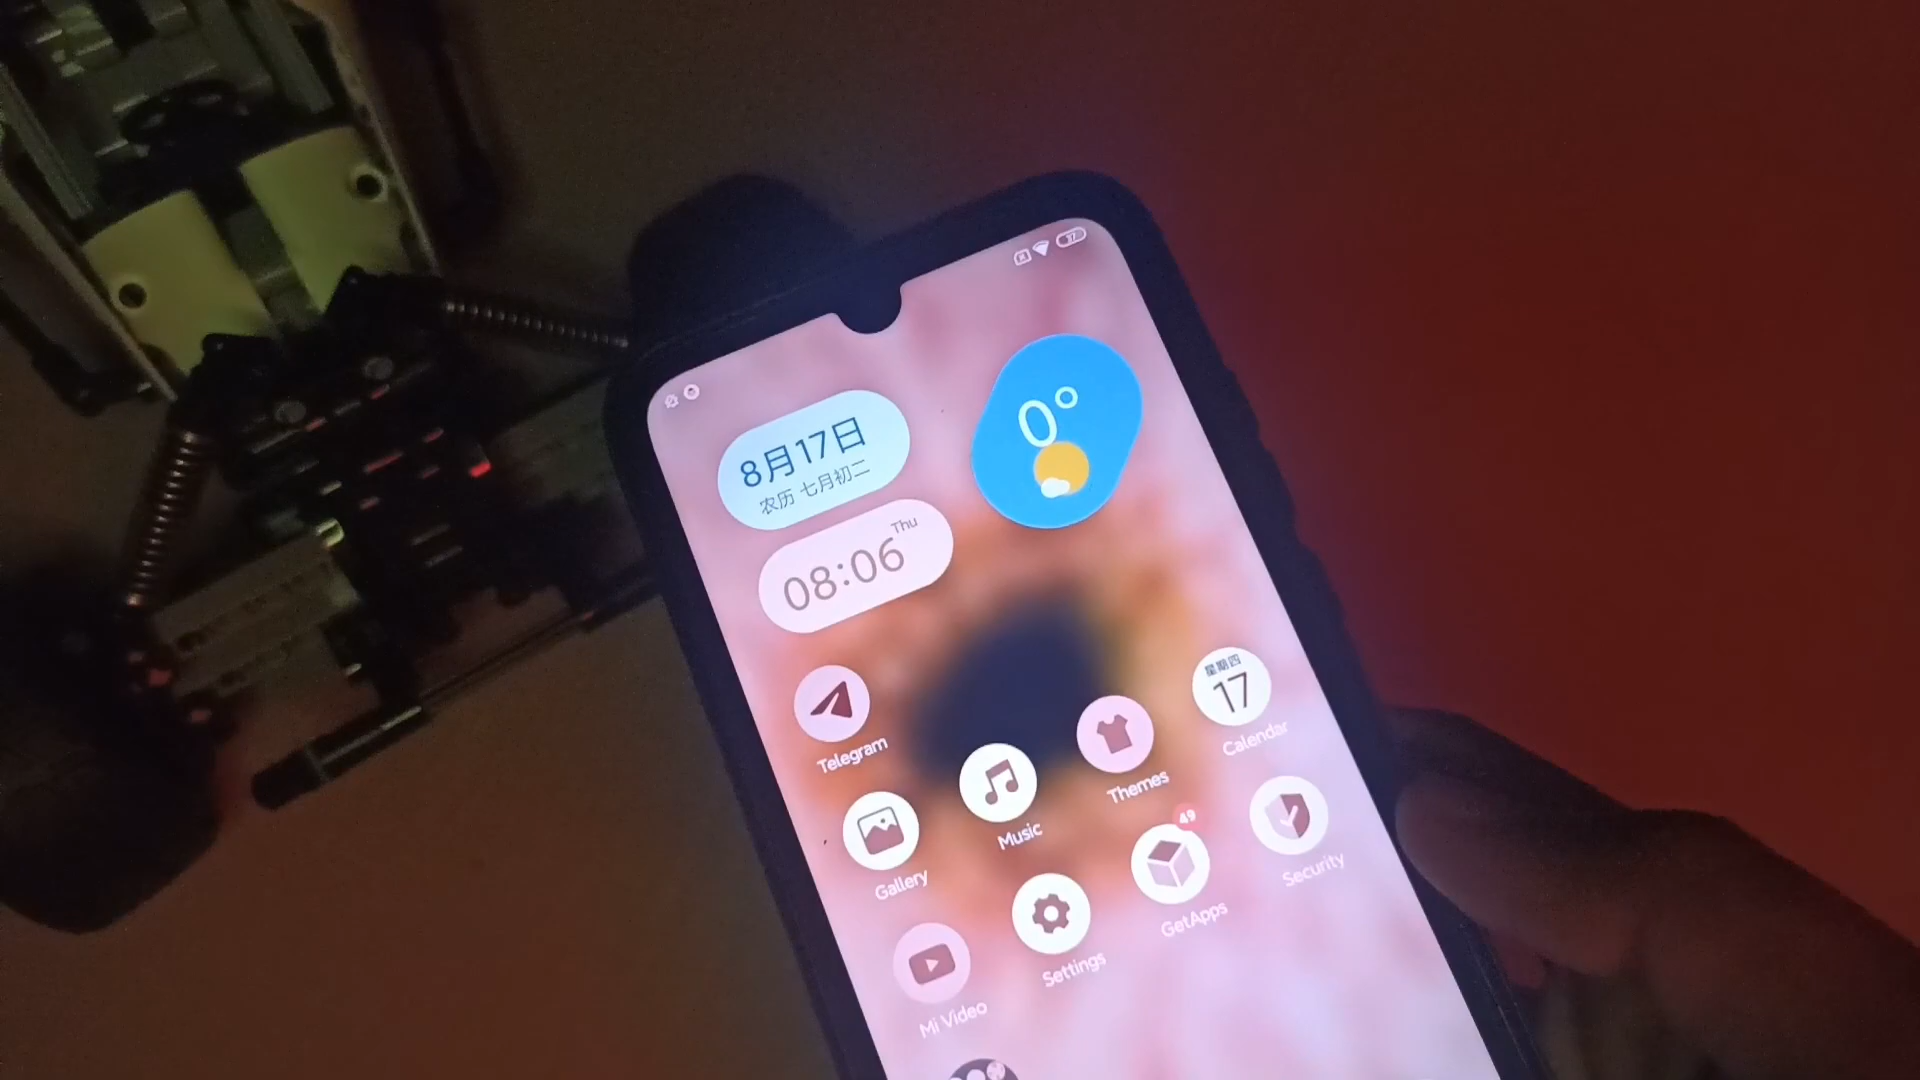 37
8月17日
农历 七月初二
0°
Thu
08:06
Telegram
星期四
17
Calendar
Themes
Music
Gallery
49
Security
GetApps
Settings
Mi Video